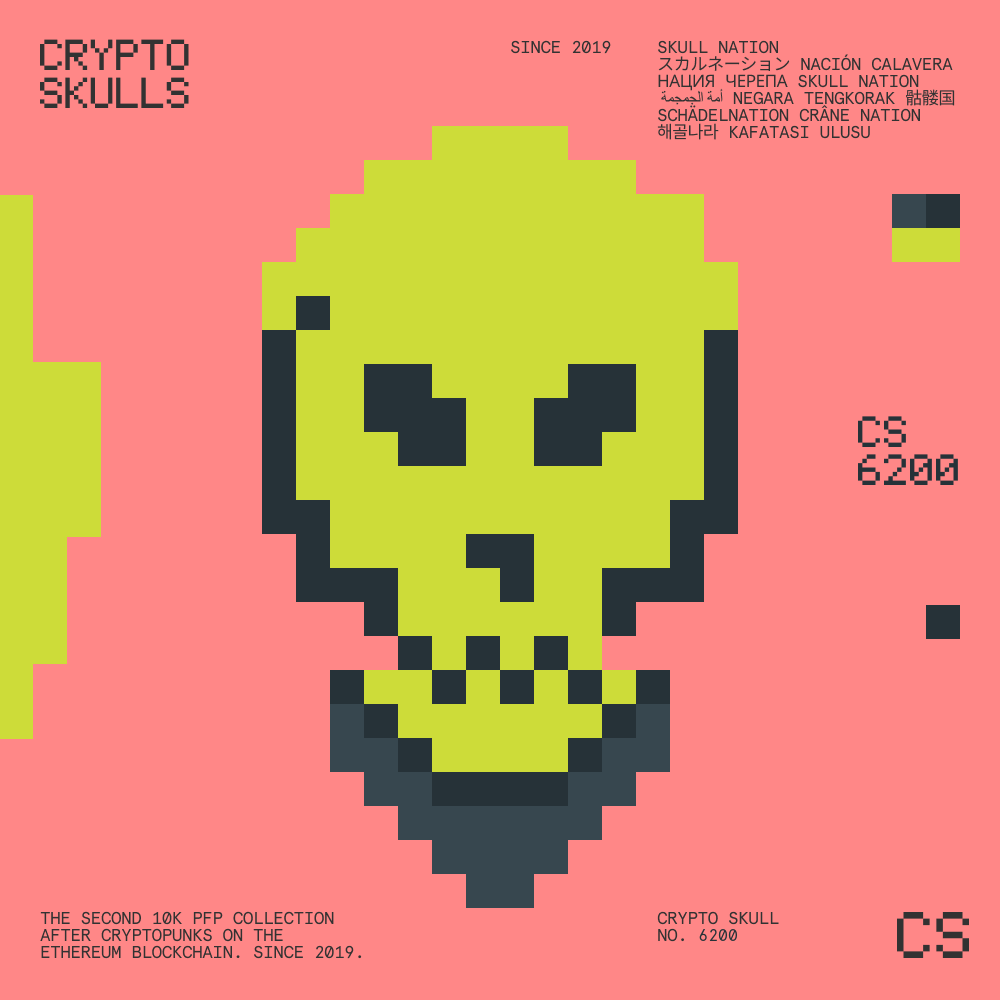 CRYPTO
SKULLS
SINCE 2019
SKULL NATION
スカルネーション NACIÓN CALAVERA
НАЦИЯ ЧЕРЕПА SKULL NATION
أمة الجمجمة NEGARA TENGKORAK 骷髅国
SCHÄDELNATION CRÂNE NATION
해골나라 KAFATASI ULUSU
CS
6200
THE SECOND 10K PFP COLLECTION
AFTER CRYPTOPUNKS ON THE
ETHEREUM BLOCKCHAIN. SINCE 2019.
CRYPTO SKULL
NO. 6200
CS